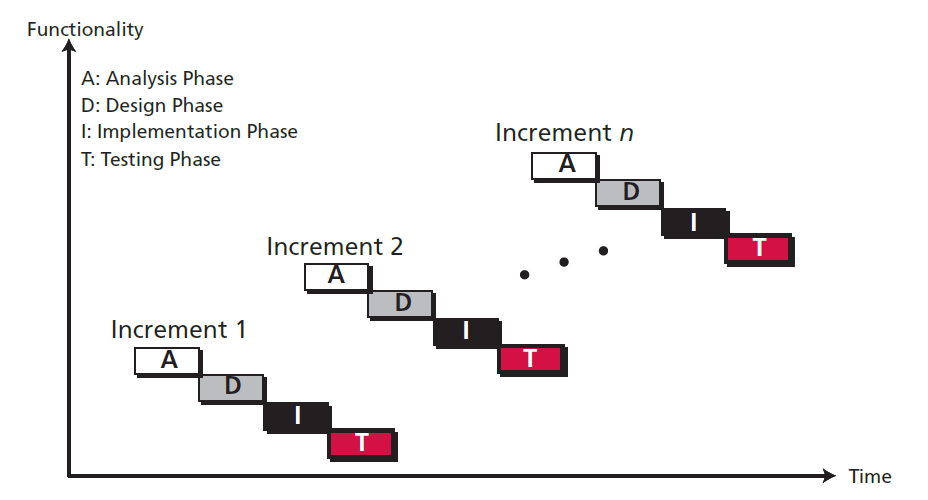 Functionality
A: Analysis Phase
D: Design Phase
I: Implementation Phase
T: Testing Phase
Increment n
A
D
I
T
Increment 2
A
D
I
T
Increment 1
A
D
I
T
Time